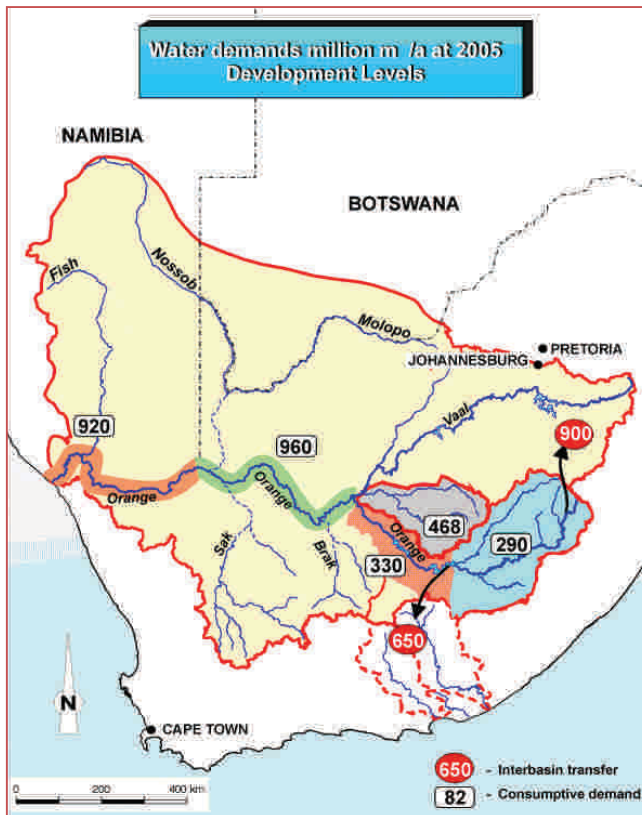 Water demands million m /a at 2005
Development Levels
NAMIBIA
BOTSWANA
Fish
Nossob
Molopo
PRETORIA
JOHANNESBURG
Vaal
920
900
960
Orange
Orange
Orange
468
290
Sak
Brak
330
650
N
CAPE TOWN
650 - Interbasin transfer
82 - Consumptive demand
0 200 400 km